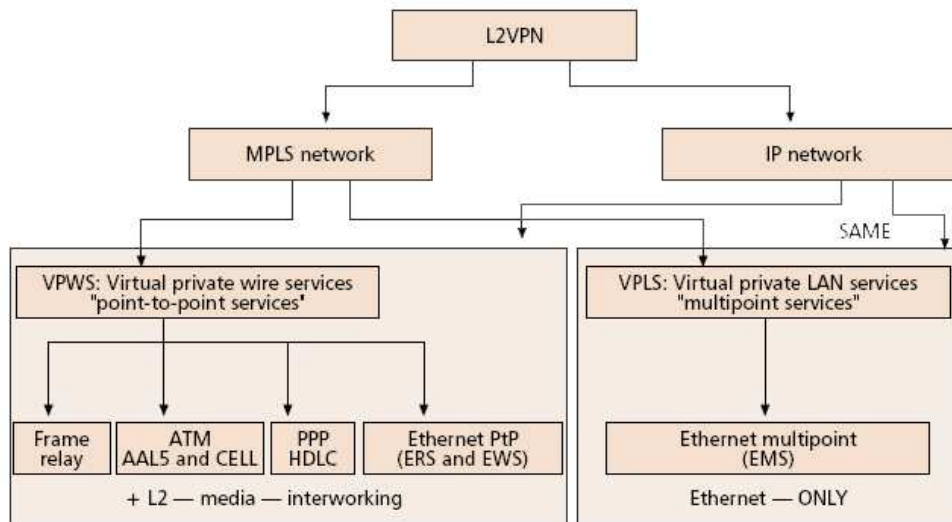 L2VPN
MPLS network
IP network
SAME
VPWS: Virtual private wire services
"point-to-point services"
VPLS: Virtual private LAN services
"multipoint services"
Frame
relay
ATM
AAL5 and CELL
PPP
HDLC
Ethernet PtP
(ERS and EWS)
Ethernet multipoint
(EMS)
+ L2 — media — interworking
Ethernet — ONLY